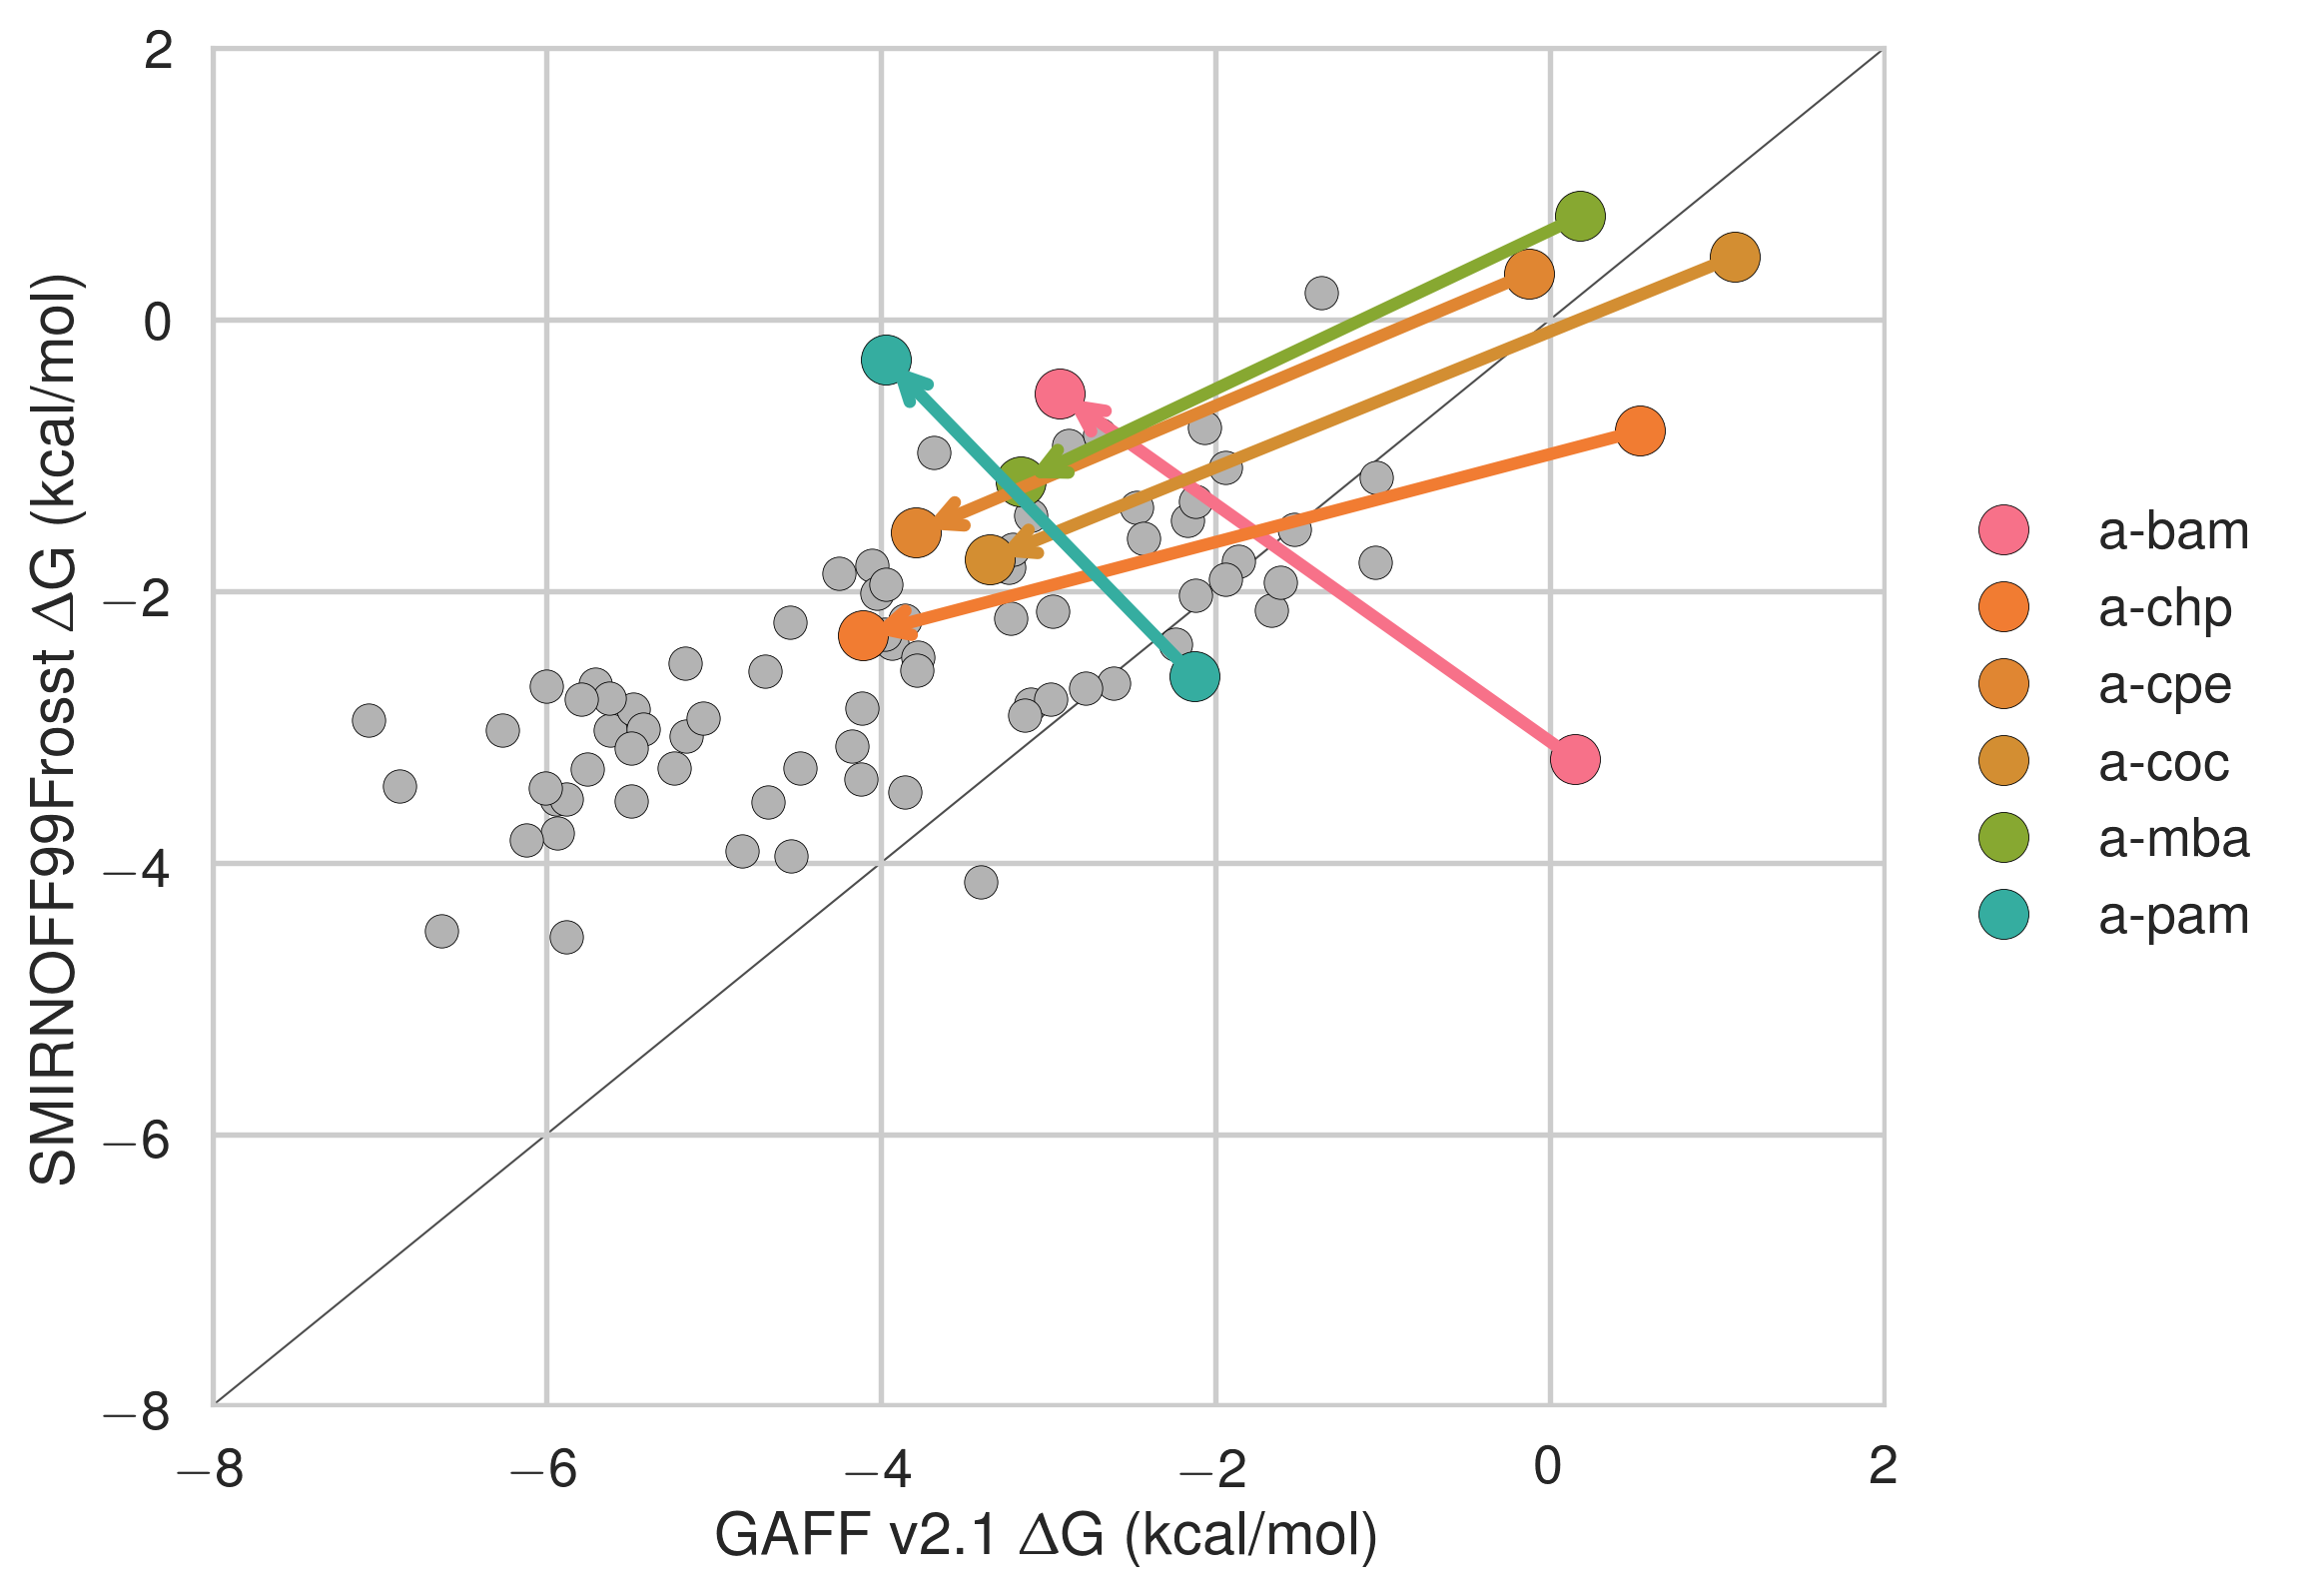 2
0
−2
−4
−6
−8
SMIRNOFF99Frosst ΔG (kcal/mol)
−8
−6
−4
−2
0
2
GAFF v2.1 ΔG (kcal/mol)
a-bam
a-chp
a-cpe
a-coc
a-mba
a-pam